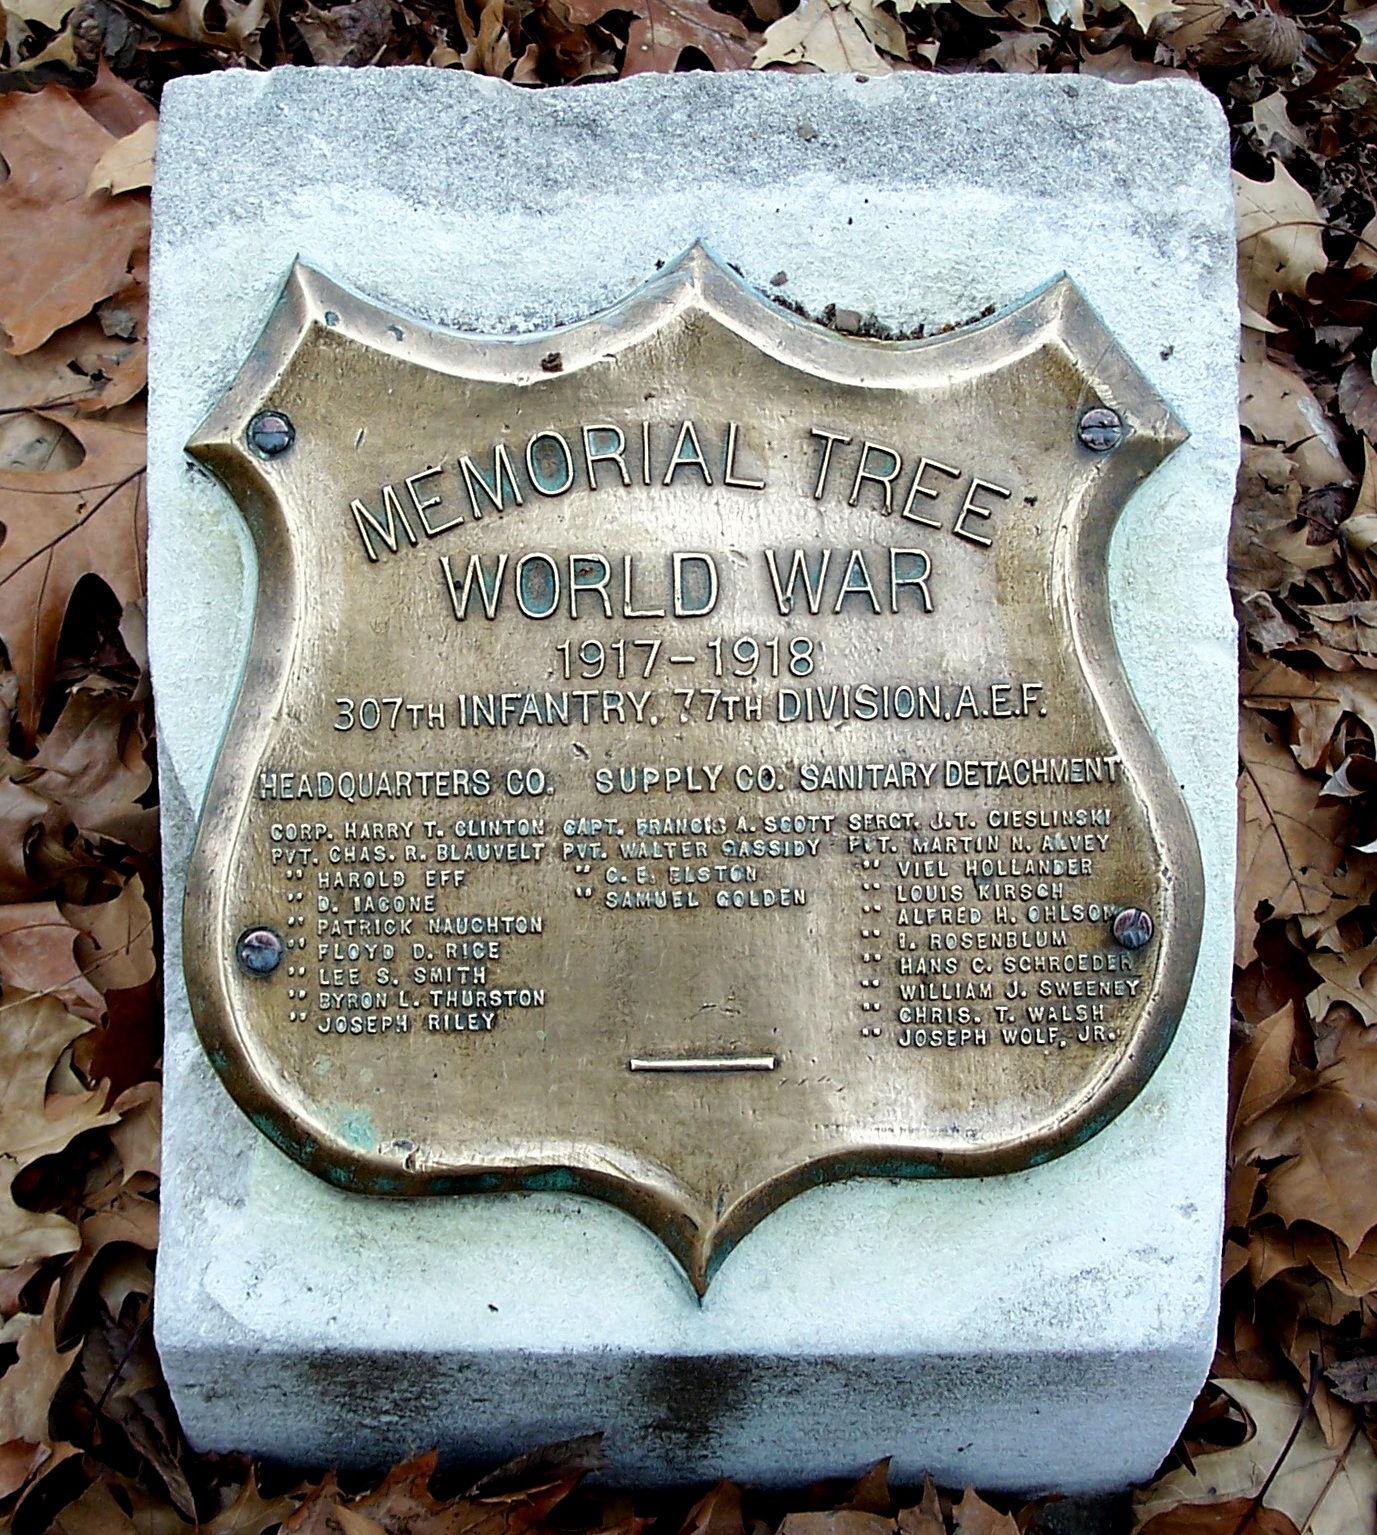 MEMORIAL TREE
WORLD WAR
1917-1918
307TH INFANTRY, 77TH DIVISION, A.E.F.
HEADQUARTERS CO.
CORP. HARRY T. CLINTON
PVT. CHAS. R. BLAUVELT
" HAROLD EFF
" D. IACONE
" PATRICK NAUGHTON
" FLOYD D. RICE
" LEE S. SMITH
" BYRON L. THURSTON
" JOSEPH RILEY
SUPPLY CO.
CAPT. FRANCIS A. SCOTT
PVT. WALTER CASSIDY
" C. E. ELSTON
" SAMUEL GOLDEN
SANITARY DETACHMENT
SERGT. J.T. CIESLINSKI
PVT. MARTIN N. ALVEY
" VIEL HOLLANDER
" LOUIS KIRSCH
" ALFRED H. OHLSON
" I. ROSENBLUM
" HANS C. SCHROEDER
" WILLIAM J. SWEENEY
" CHRIS. T. WALSH
" JOSEPH WOLF, JR.